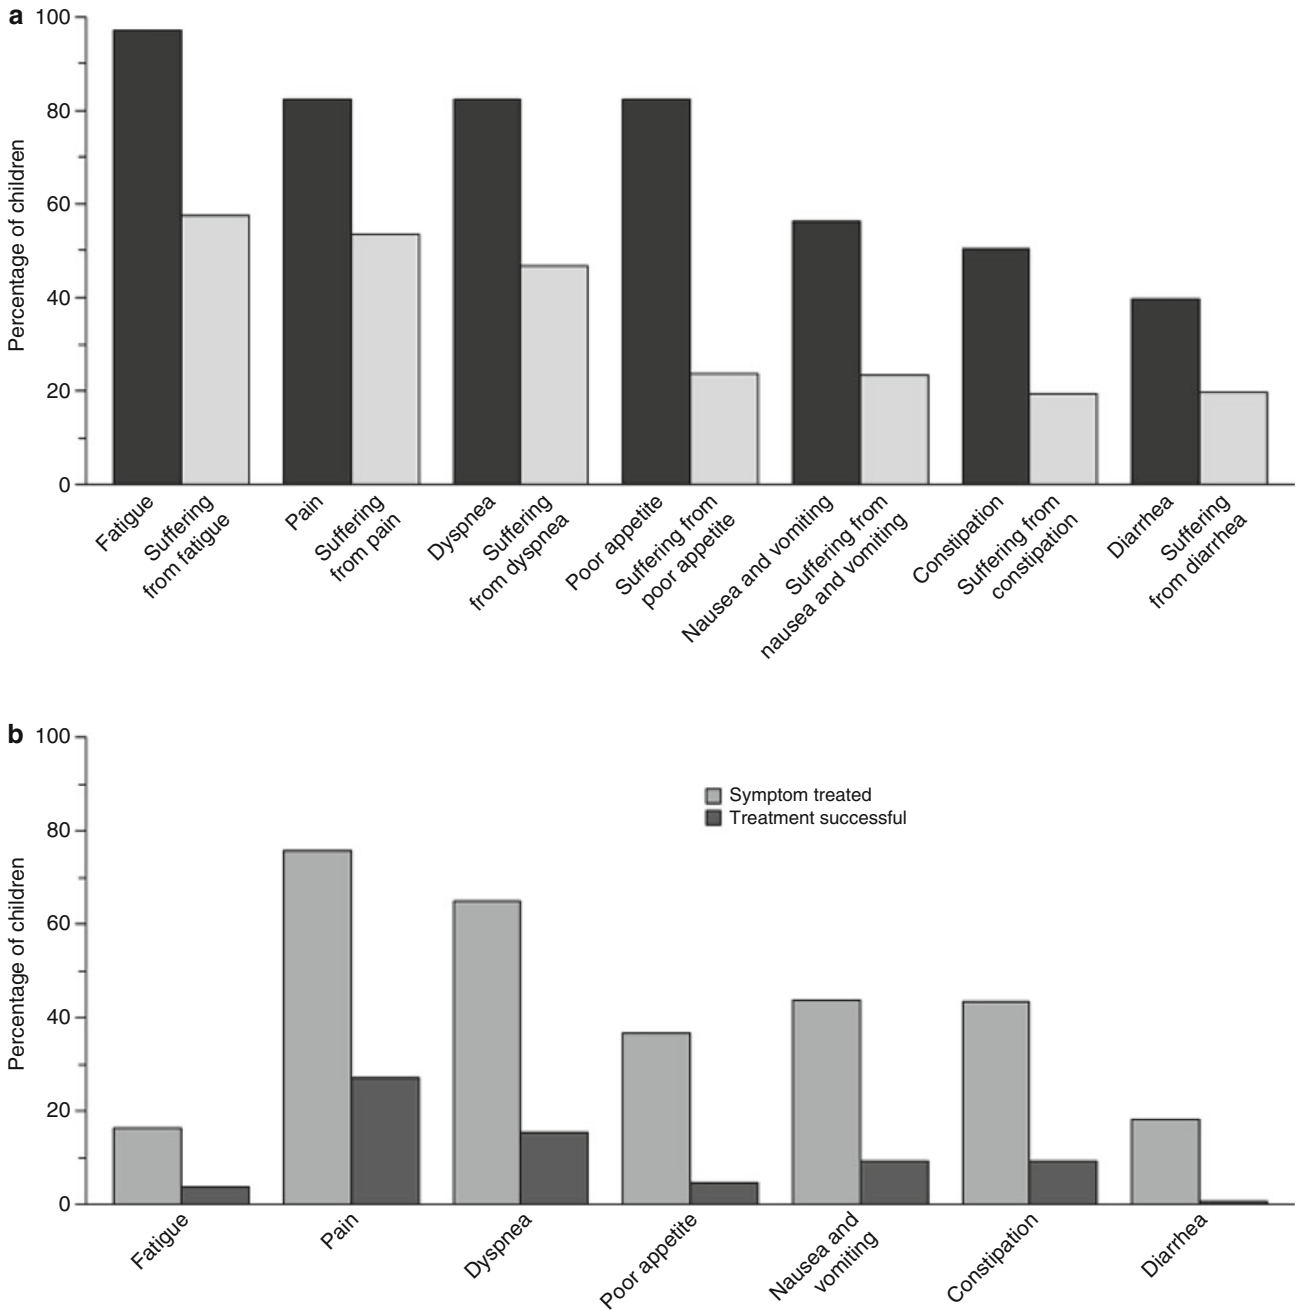 a
100
80
60
40
20
0
Percentage of children
Fatigue
Suffering
from fatigue
Pain
Suffering
from pain
Dyspnea
Suffering
from dyspnea
Poor appetite
Suffering from
poor appetite
Nausea and vomiting
Suffering from
nausea and vomiting
Constipation
Suffering from
constipation
Diarrhea
Suffering
from diarrhea
b
100
80
60
40
20
0
Percentage of children
Symptom treated
Treatment successful
Fatigue
Pain
Dyspnea
Poor appetite
Nausea and
vomiting
Constipation
Diarrhea